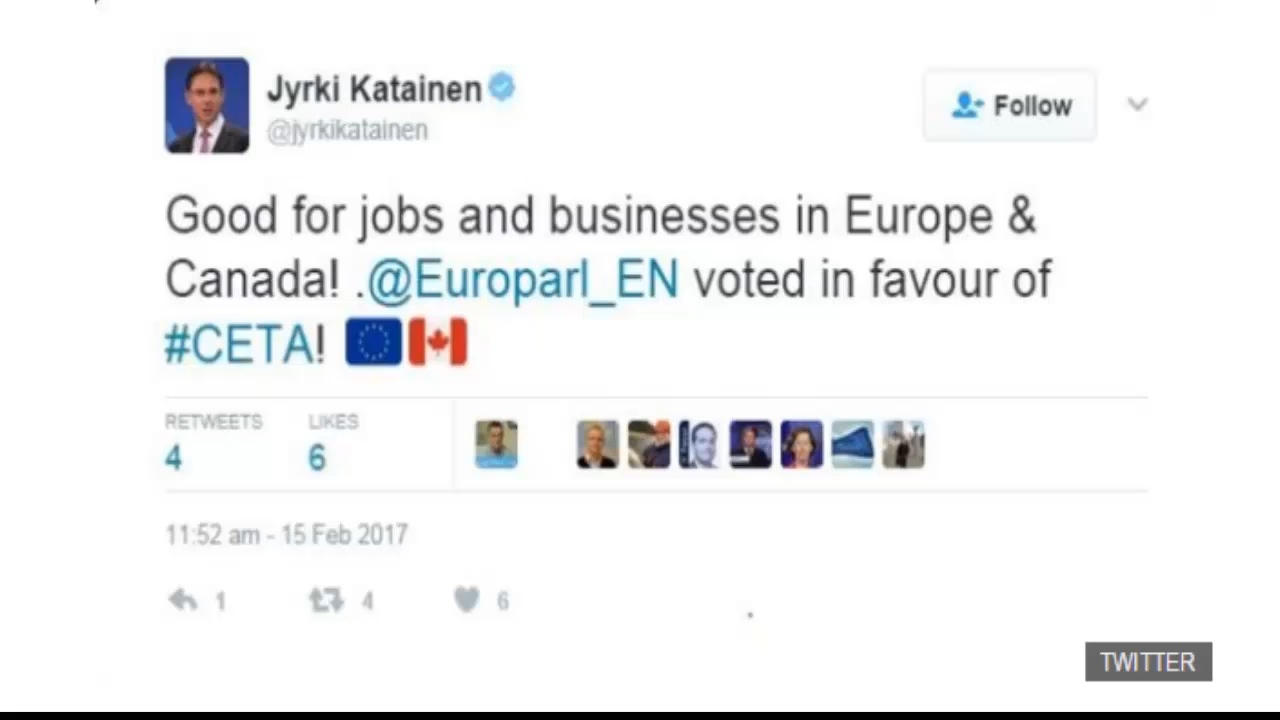 Jyrki Katainen
@jyrkikatainen
Follow
Good for jobs and businesses in Europe &
Canada! .@Europarl_EN voted in favour of
#CETA!
RETWEETS LIKES
4 6
11:52 am - 15 Feb 2017
1 4 6
TWITTER